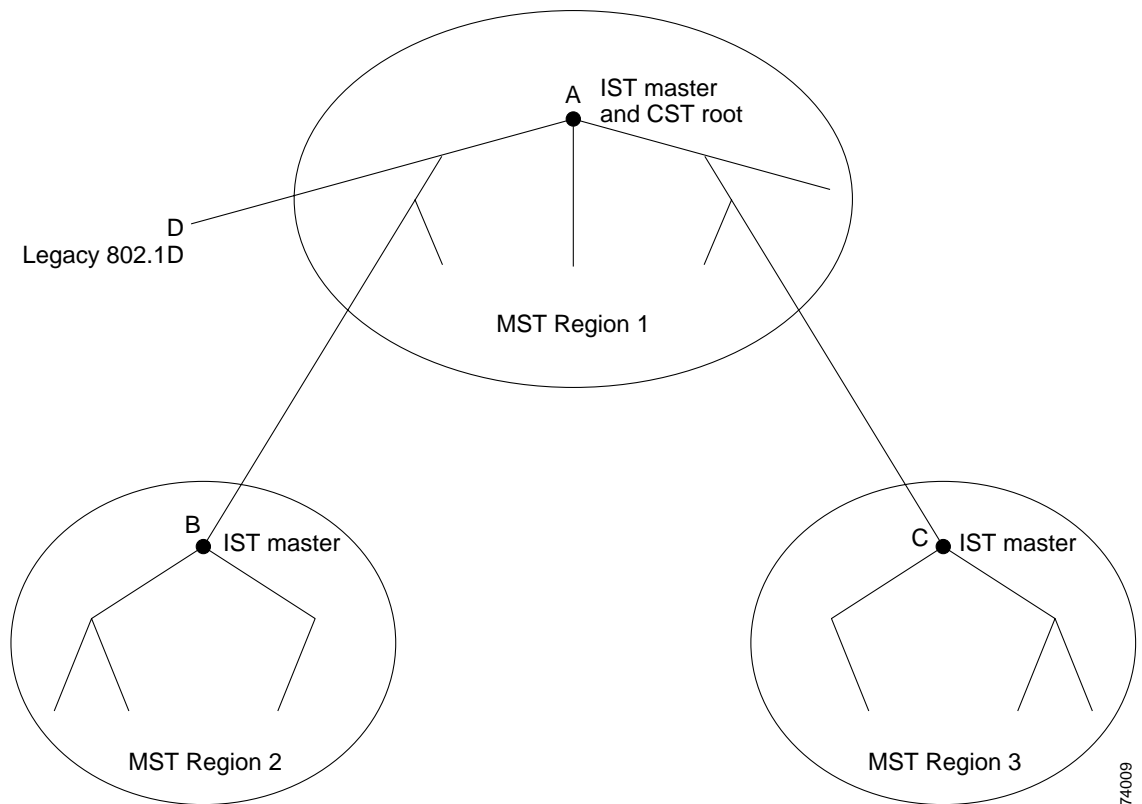 A
IST master
and CST root
D
Legacy 802.1D
MST Region 1
B
IST master
C
IST master
MST Region 2
MST Region 3
74009